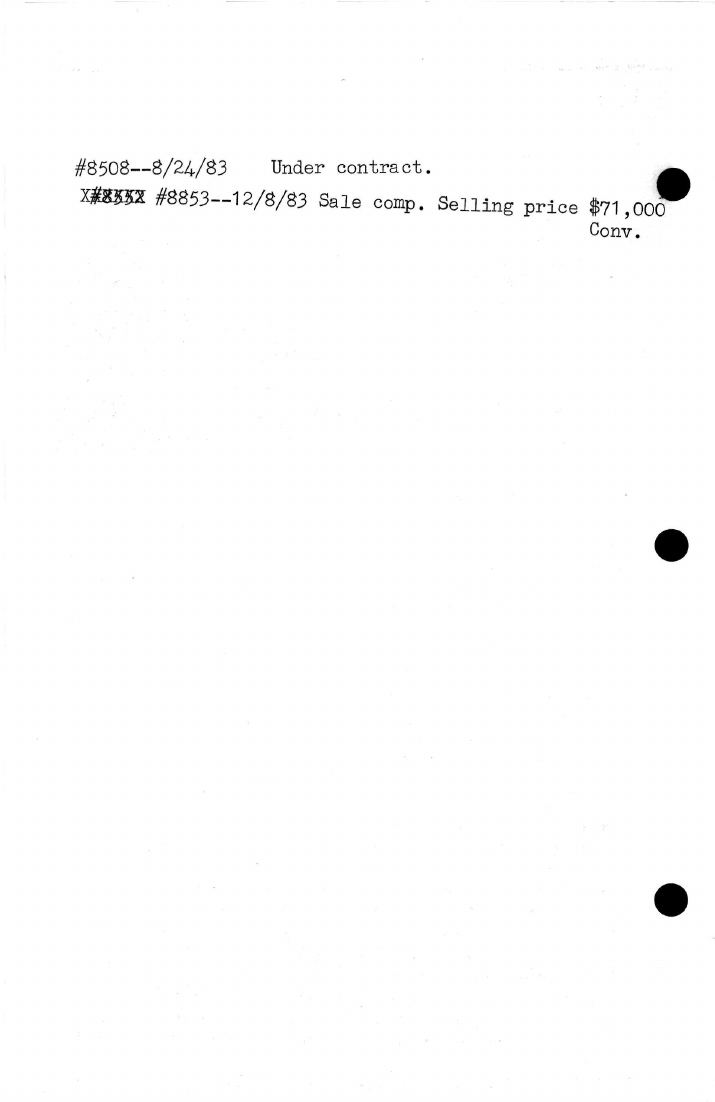 #8508--8/24/83 Under contract.
#8853--12/8/83 Sale comp. Selling price $71,000
Conv.